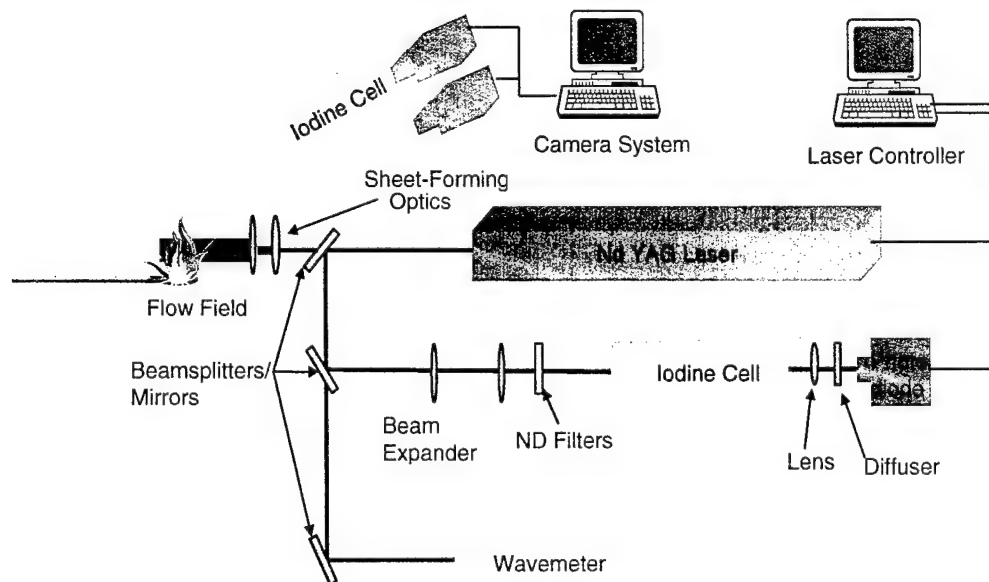 Iodine Cell
Camera System
Laser Controller
Sheet-Forming
Optics
Nd YAG Laser
Flow Field
Beamsplitters/
Mirrors
Iodine Cell
Beam
Expander
ND Filters
Lens
Diffuser
Wavemeter